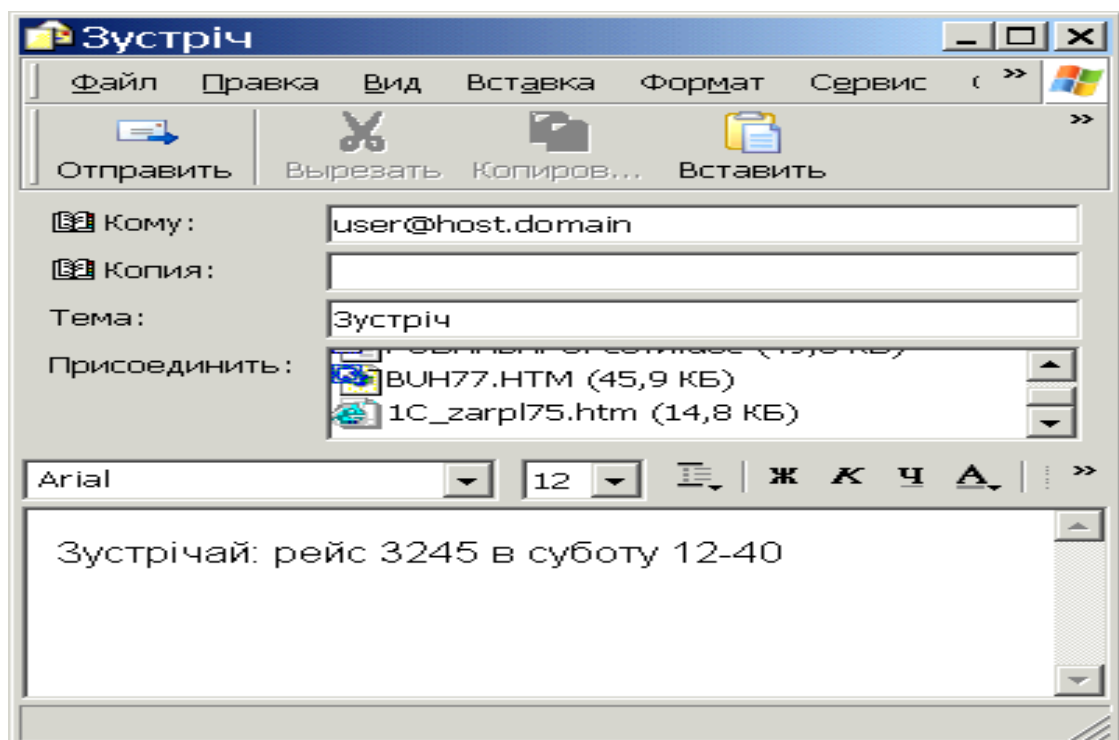 Зустріч
Файл Правка Вид Вставка Формат Сервис »
Отправить Вырезать Копиров... Вставить »
Кому: user@host.domain
Копия:
Тема: Зустріч
Присоединить:
BUH77.HTM (45,9 КБ)
1C_zarpl75.htm (14,8 КБ)
Arial 12 Ж К Ч А »
Зустрічай: рейс 3245 в суботу 12-40